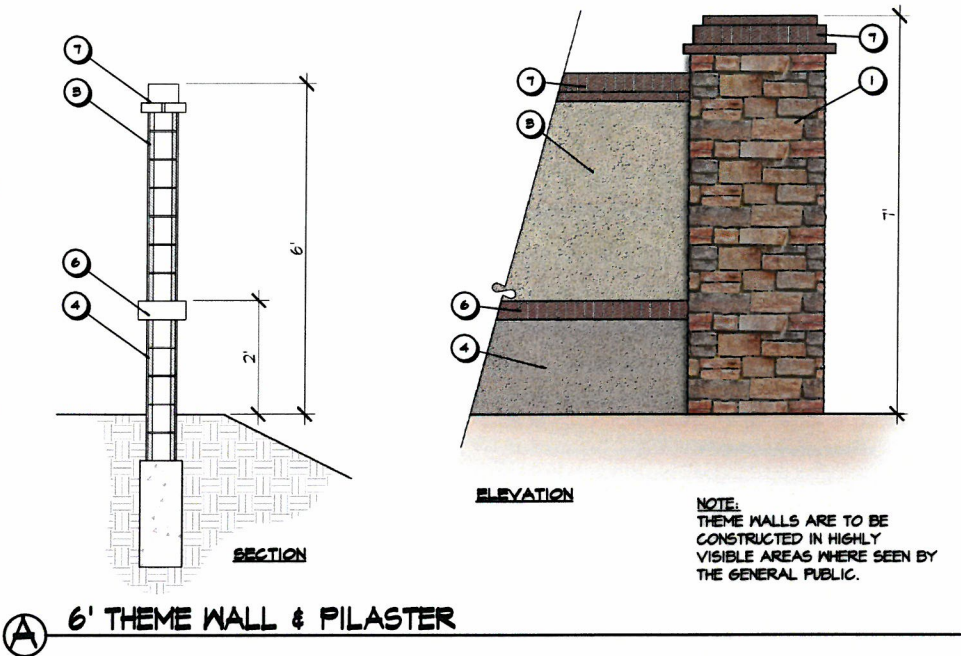 7
3
6
4
6'
2'
SECTION
7
7
1
3
6
4
ELEVATION
NOTE:
THEME WALLS ARE TO BE
CONSTRUCTED IN HIGHLY
VISIBLE AREAS WHERE SEEN BY
THE GENERAL PUBLIC.
A
6' THEME WALL & PILASTER